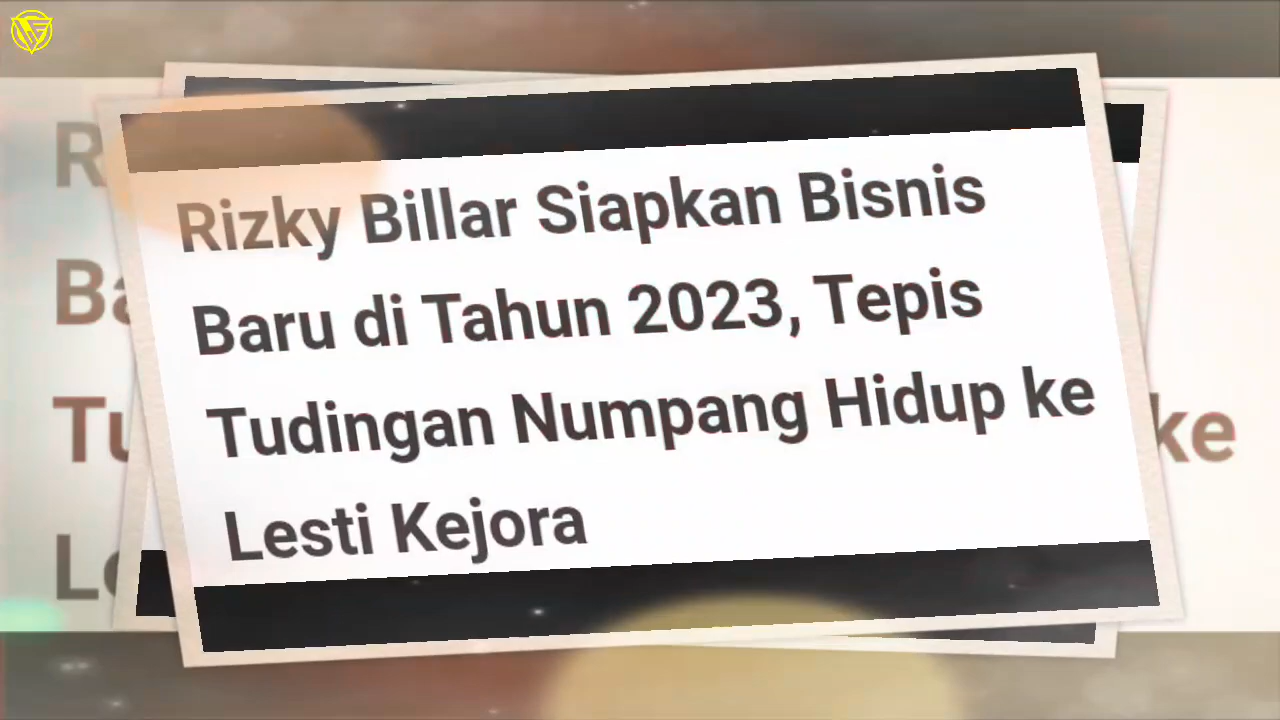 Rizky Billar Siapkan Bisnis
Baru di Tahun 2023, Tepis
Tudingan Numpang Hidup ke
Lesti Kejora